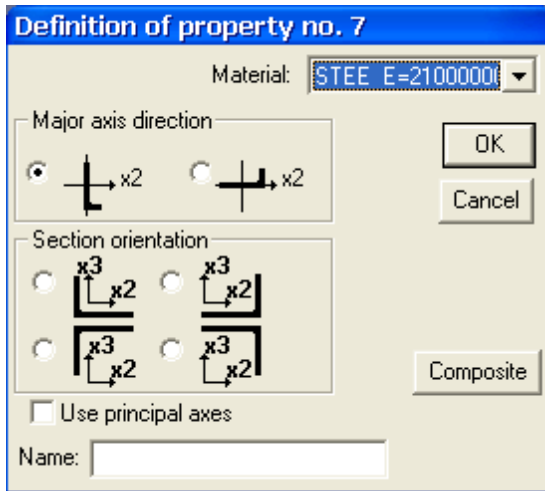 Definition of property no. 7
Material: STEE E=2100000(
Major axis direction
x2 x2
OK
Cancel
Section orientation
x3 x3
x2 x2
x3 x3
x2 x2
Composite
Use principal axes
Name: